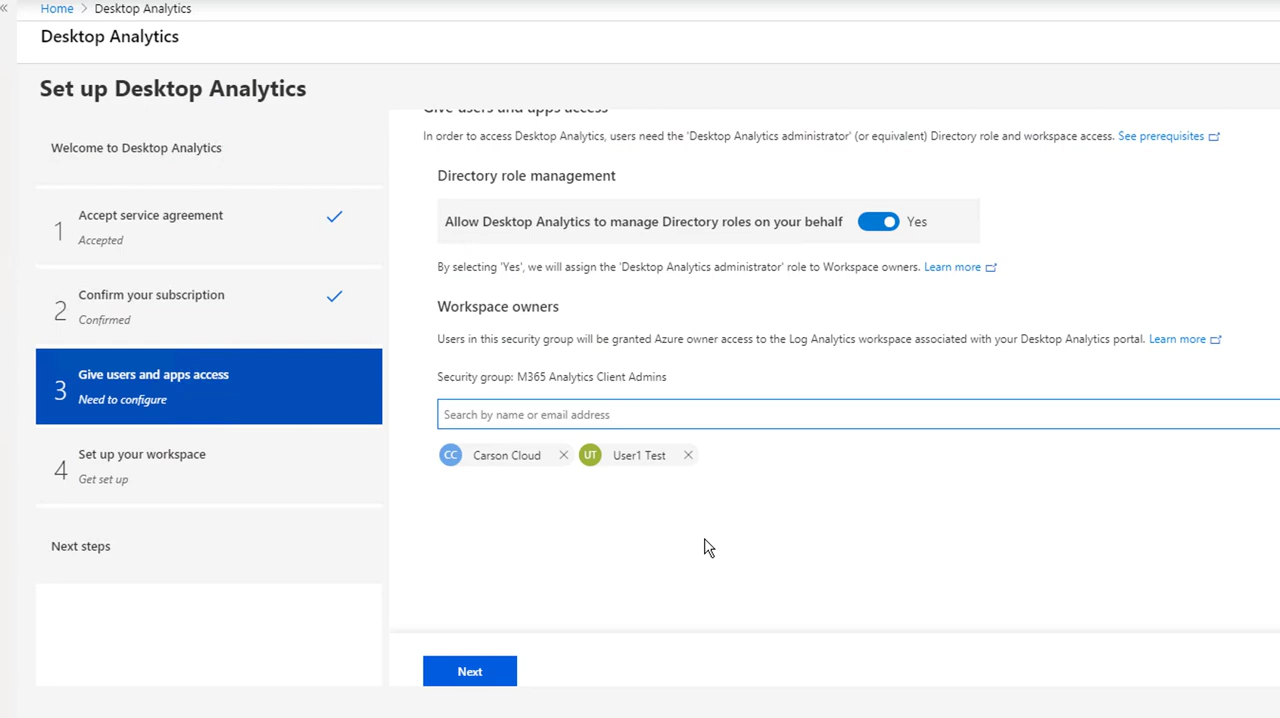 Home > Desktop Analytics
Desktop Analytics
Set up Desktop Analytics
Welcome to Desktop Analytics
1
Accept service agreement
Accepted
2
Confirm your subscription
Confirmed
3
Give users and apps access
Need to configure
4
Set up your workspace
Get set up
Next steps
Give users and apps access
In order to access Desktop Analytics, users need the 'Desktop Analytics administrator' (or equivalent) Directory role and workspace access. See prerequisites
Directory role management
Allow Desktop Analytics to manage Directory roles on your behalf Yes
By selecting 'Yes', we will assign the 'Desktop Analytics administrator' role to Workspace owners. Learn more
Workspace owners
Users in this security group will be granted Azure owner access to the Log Analytics workspace associated with your Desktop Analytics portal. Learn more
Security group: M365 Analytics Client Admins
Search by name or email address
CC Carson Cloud UT User1 Test
Next